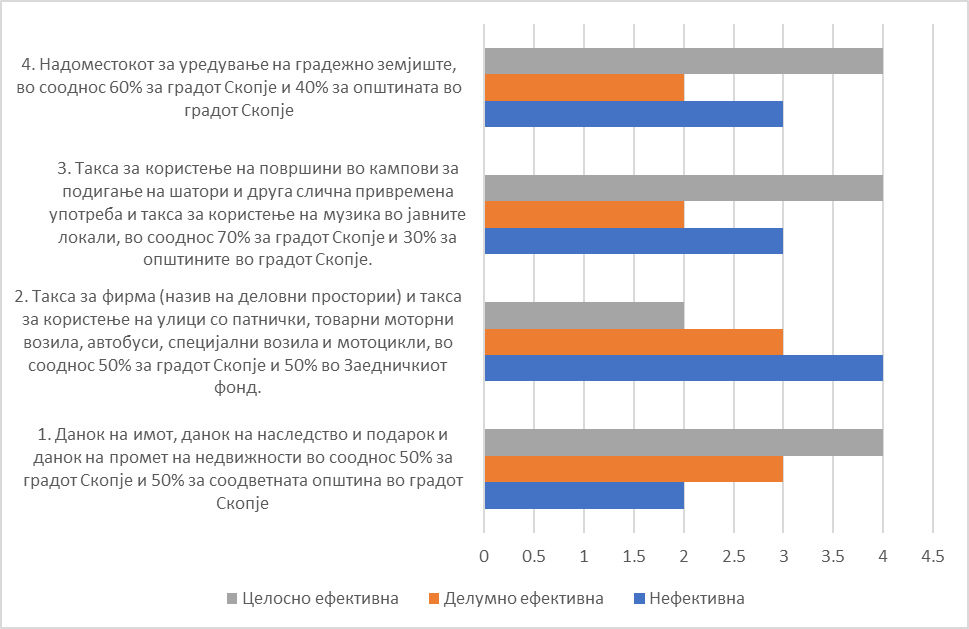 4. Надоместокот за уредување на градежно земјиште,
во сооднос 60% за градот Скопје и 40% за општината во
градот Скопје
3. Такса за користење на површини во кампови за
подигање на шатори и друга слична привремена
употреба и такса за користење на музика во јавните
локали, во сооднос 70% за градот Скопје и 30% за
општините во градот Скопје.
2. Такса за фирма (назив на деловни простории) и такса
за користење на улици со патнички, товарни моторни
возила, автобуси, специјални возила и мотоцикли, во
сооднос 50% за градот Скопје и 50% во Заедничкиот
фонд.
1. Данок на имот, данок на наследство и подарок и
данок на промет на недвижности во сооднос 50% за
градот Скопје и 50% за соодветната општина во градот
Скопје
0 0.5 1 1.5 2 2.5 3 3.5 4 4.5
Целосно ефективна Делумно ефективна Нефективна